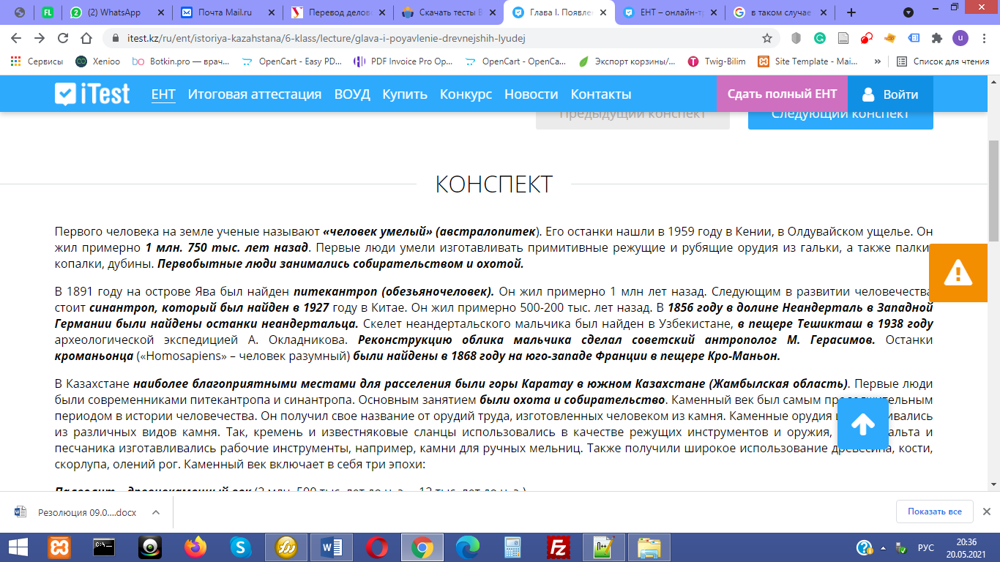 (2) WhatsApp
Почта Mail.ru
Перевод делов
Скачать тесты Е
Глава I. Появле
ЕНТ – онлайн-т
в таком случае
itest.kz/ru/ent/istoriya-kazahstana/6-klass/lecture/glava-i-poyavlenie-drevnejshih-lyudej
Сервисы Xenioo Botkin.pro — врач... OpenCart - Easy PD... PDF Invoice Pro Op... OpenCart - OpenCa... Экспорт корзины/... Twig-Bilim Site Template - Mai... » Список для чтения
iTest ЕНТ Итоговая аттестация ВОУД Купить Конкурс Новости Контакты Сдать полный ЕНТ Войти
Предыдущий конспект Следующий конспект
КОНСПЕКТ
Первого человека на земле ученые называют «человек умелый» (австралопитек). Его останки нашли в 1959 году в Кении, в Олдувайском ущелье. Он
жил примерно 1 млн. 750 тыс. лет назад. Первые люди умели изготавливать примитивные режущие и рубящие орудия из гальки, а также палки-
копалки, дубины. Первобытные люди занимались собирательством и охотой.
В 1891 году на острове Ява был найден питекантроп (обезьяночеловек). Он жил примерно 1 млн лет назад. Следующим в развитии человечества
стоит синантроп, который был найден в 1927 году в Китае. Он жил примерно 500-200 тыс. лет назад. В 1856 году в долине Неандерталь в Западной
Германии были найдены останки неандертальца. Скелет неандертальского мальчика был найден в Узбекистане, в пещере Тешикташ в 1938 году
археологической экспедицией А. Окладникова. Реконструкцию облика мальчика сделал советский антрополог М. Герасимов. Останки
кроманьонца («Homosapiens» – человек разумный) были найдены в 1868 году на юго-западе Франции в пещере Кро-Маньон.
В Казахстане наиболее благоприятными местами для расселения были горы Каратау в южном Казахстане (Жамбылская область). Первые люди
были современниками питекантропа и синантропа. Основным занятием были охота и собирательство. Каменный век был самым продолжительным
периодом в истории человечества. Он получил свое название от орудий труда, изготовленных человеком из камня. Каменные орудия
из различных видов камня. Так, кремень и известняковые сланцы использовались в качестве режущих инструментов и оружия, и
песчаника изготавливались рабочие инструменты, например, камни для ручных мельниц. Также получили широкое использование древесина, кости,
скорлупа, олений рог. Каменный век включает в себя три эпохи:
Палеолит – древнекаменный век (2 млн. 500 тыс. лет до н. э. – 12 тыс. лет до н. э.)
Резолюция 09.0....docx Показать все
РУС
20:36
20.05.2021